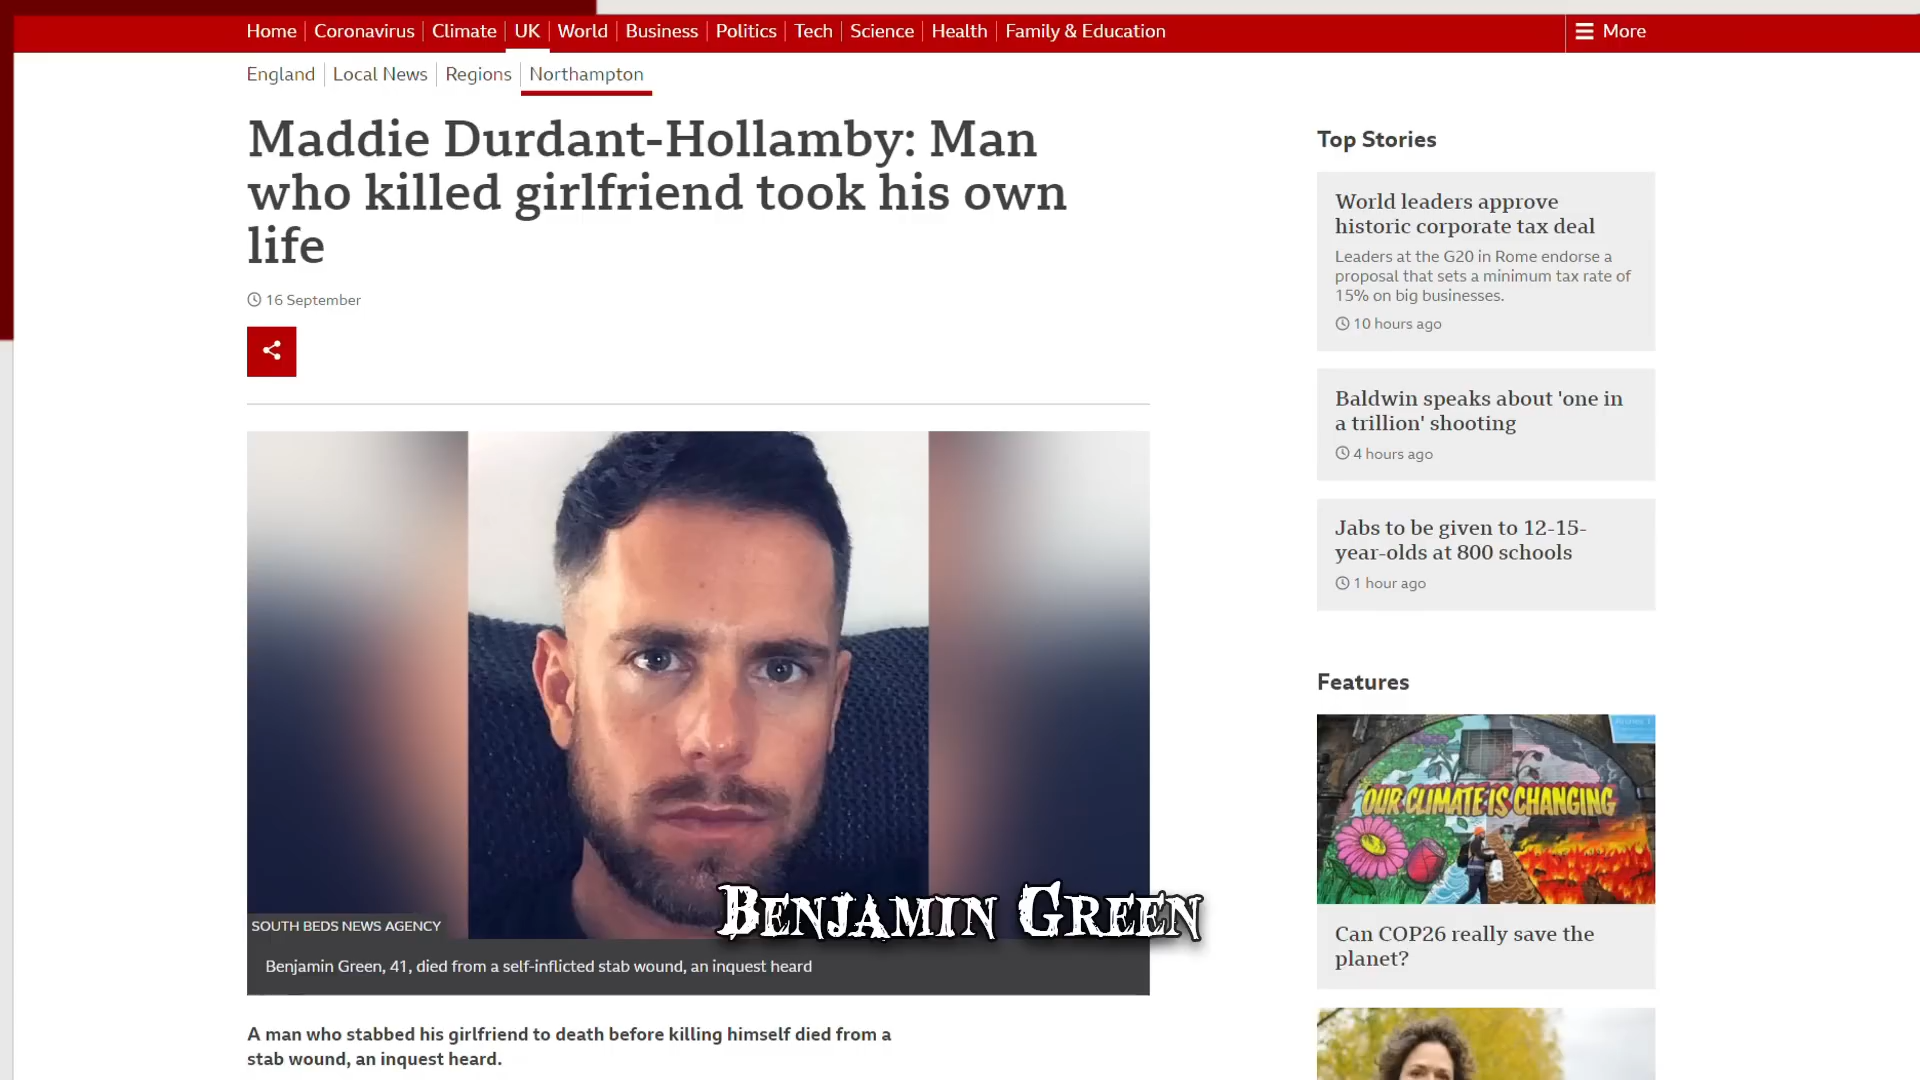 Home
Coronavirus
Climate
UK
World
Business
Politics
Tech
Science
Health
Family & Education
More
England
Local News
Regions
Northampton
Maddie Durdant-Hollamby: Man
who killed girlfriend took his own
life
16 September
SOUTH BEDS NEWS AGENCY
BENJAMIN GREEN
Benjamin Green, 41, died from a self-inflicted stab wound, an inquest heard
A man who stabbed his girlfriend to death before killing himself died from a
stab wound, an inquest heard.
Top Stories
World leaders approve
historic corporate tax deal
Leaders at the G20 in Rome endorse a
proposal that sets a minimum tax rate of
15% on big businesses.
10 hours ago
Baldwin speaks about 'one in
a trillion' shooting
4 hours ago
Jabs to be given to 12-15-
year-olds at 800 schools
1 hour ago
Features
OUR CLIMATE IS CHANGING
Can COP26 really save the
planet?